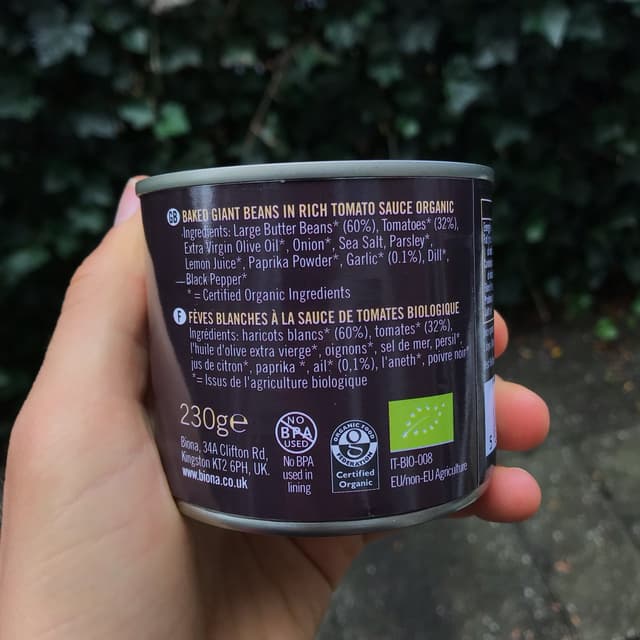 GB BAKED GIANT BEANS IN RICH TOMATO SAUCE ORGANIC
Ingredients: Large Butter Beans* (60%), Tomatoes* (32%),
Extra Virgin Olive Oil*, Onion*, Sea Salt, Parsley*,
Lemon Juice*, Paprika Powder*, Garlic* (0.1%), Dill*,
Black Pepper*
* = Certified Organic Ingredients
F FÈVES BLANCHES À LA SAUCE DE TOMATES BIOLOGIQUE
Ingrédients: haricots blancs* (60%), tomates* (32%),
l'huile d'olive extra vierge*, oignons*, sel de mer, persil*,
jus de citron*, paprika *, ail* (0,1%), l'aneth*, poivre noir*
*= Issus de l'agriculture biologique
230g℮
Biona, 34A Clifton Rd,
Kingston KT2 6PH, UK.
www.biona.co.uk
NO
BPA
USED
No BPA
used in
lining
ORGANIC FOOD
FEDERATION
Certified
Organic
IT-BIO-008
EU/non-EU Agriculture